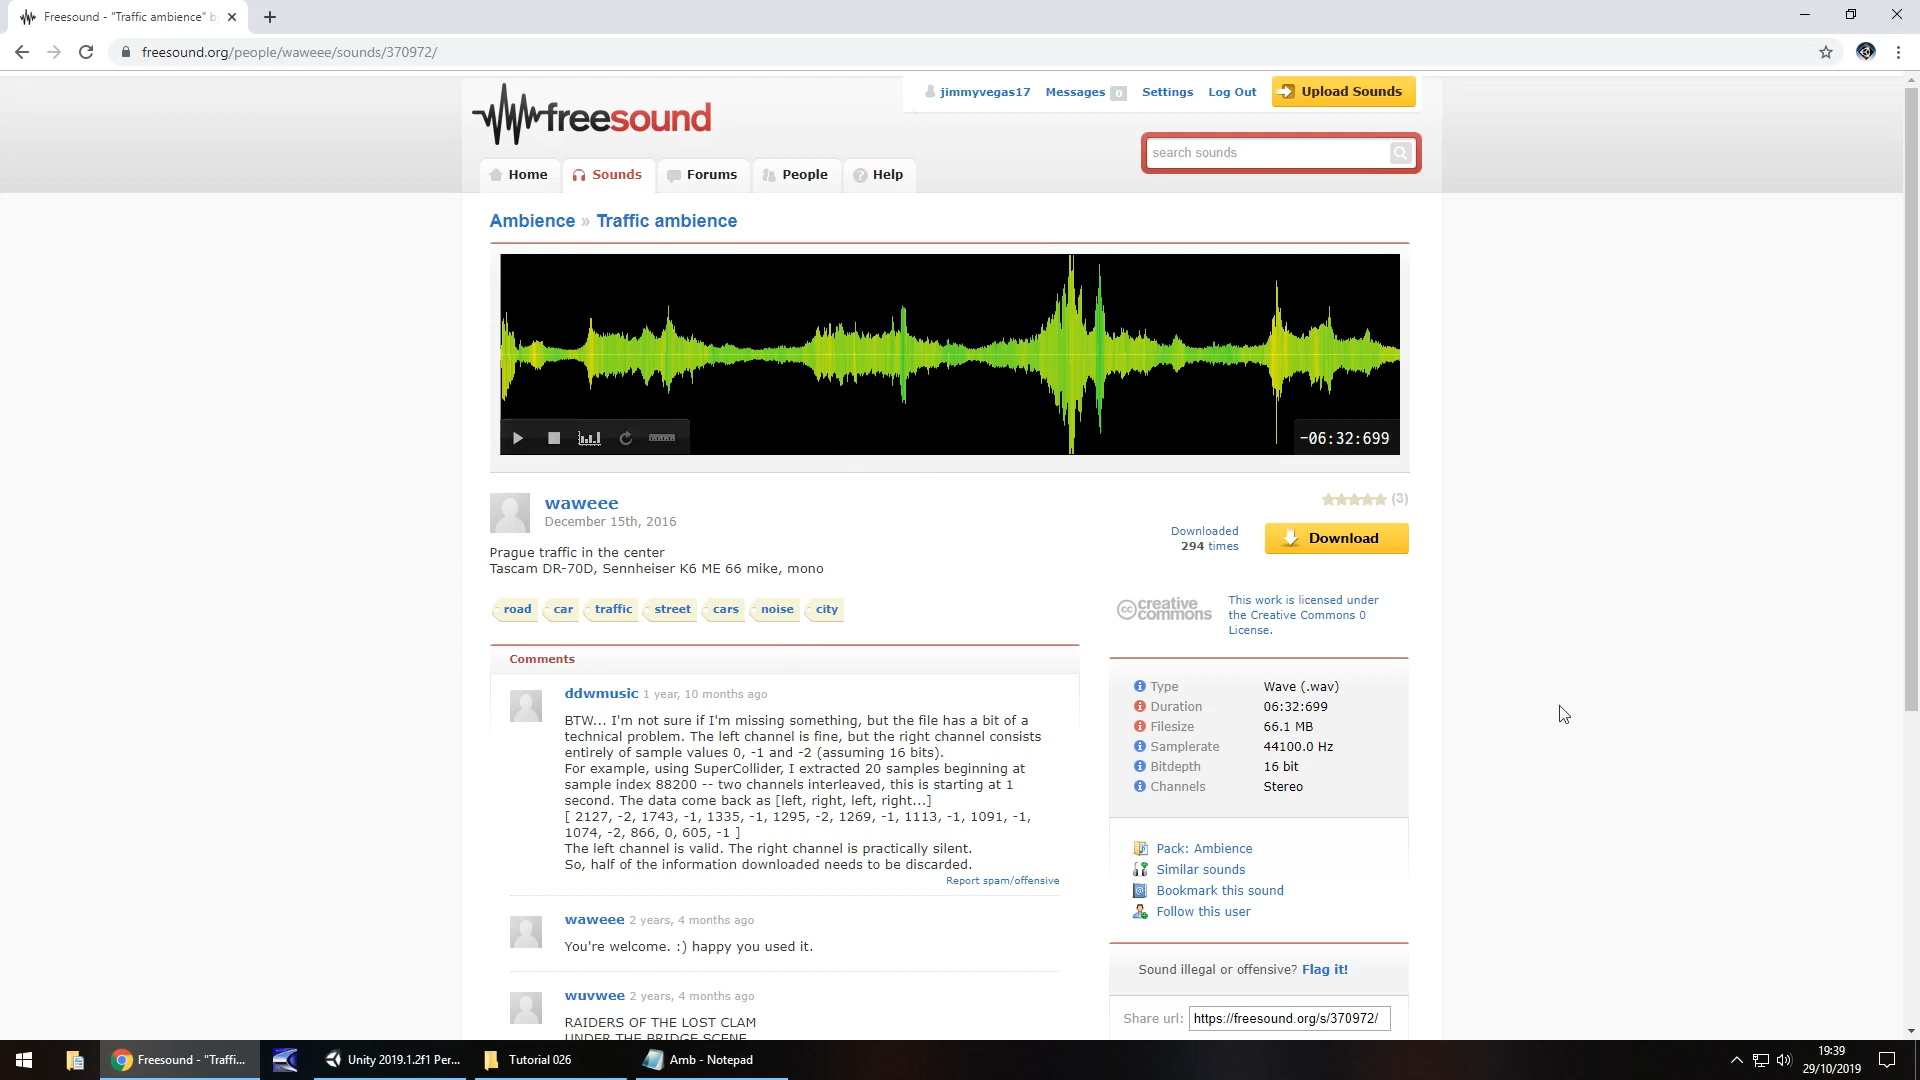 Freesound - "Traffic ambience" b
freesound.org/people/waweee/sounds/370972/
jimmyvegas17 Messages 0 Settings Log Out Upload Sounds
freesound
search sounds
Home Sounds Forums People Help
Ambience » Traffic ambience
-06:32:699
waweee
December 15th, 2016
(3)
Downloaded
294 times
Download
Prague traffic in the center
Tascam DR-70D, Sennheiser K6 ME 66 mike, mono
road car traffic street cars noise city
cc creative commons
This work is licensed under
the Creative Commons 0
License.
Comments
ddwmusic 1 year, 10 months ago
BTW... I'm not sure if I'm missing something, but the file has a bit of a
technical problem. The left channel is fine, but the right channel consists
entirely of sample values 0, -1 and -2 (assuming 16 bits).
For example, using SuperCollider, I extracted 20 samples beginning at
sample index 88200 -- two channels interleaved, this is starting at 1
second. The data come back as [left, right, left, right...]
[ 2127, -2, 1743, -1, 1335, -1, 1295, -2, 1269, -1, 1113, -1, 1091, -1,
1074, -2, 866, 0, 605, -1 ]
The left channel is valid. The right channel is practically silent.
So, half of the information downloaded needs to be discarded.
Report spam/offensive
waweee 2 years, 4 months ago
You're welcome. :) happy you used it.
wuvwee 2 years, 4 months ago
RAIDERS OF THE LOST CLAM
UNDER THE BRIDGE SCENE
Type Wave (.wav)
Duration 06:32:699
Filesize 66.1 MB
Samplerate 44100.0 Hz
Bitdepth 16 bit
Channels Stereo
Pack: Ambience
Similar sounds
Bookmark this sound
Follow this user
Sound illegal or offensive? Flag it!
Share url: https://freesound.org/s/370972/
Freesound - "Traffi...
Unity 2019.1.2f1 Per...
Tutorial 026
Amb - Notepad
19:39
29/10/2019